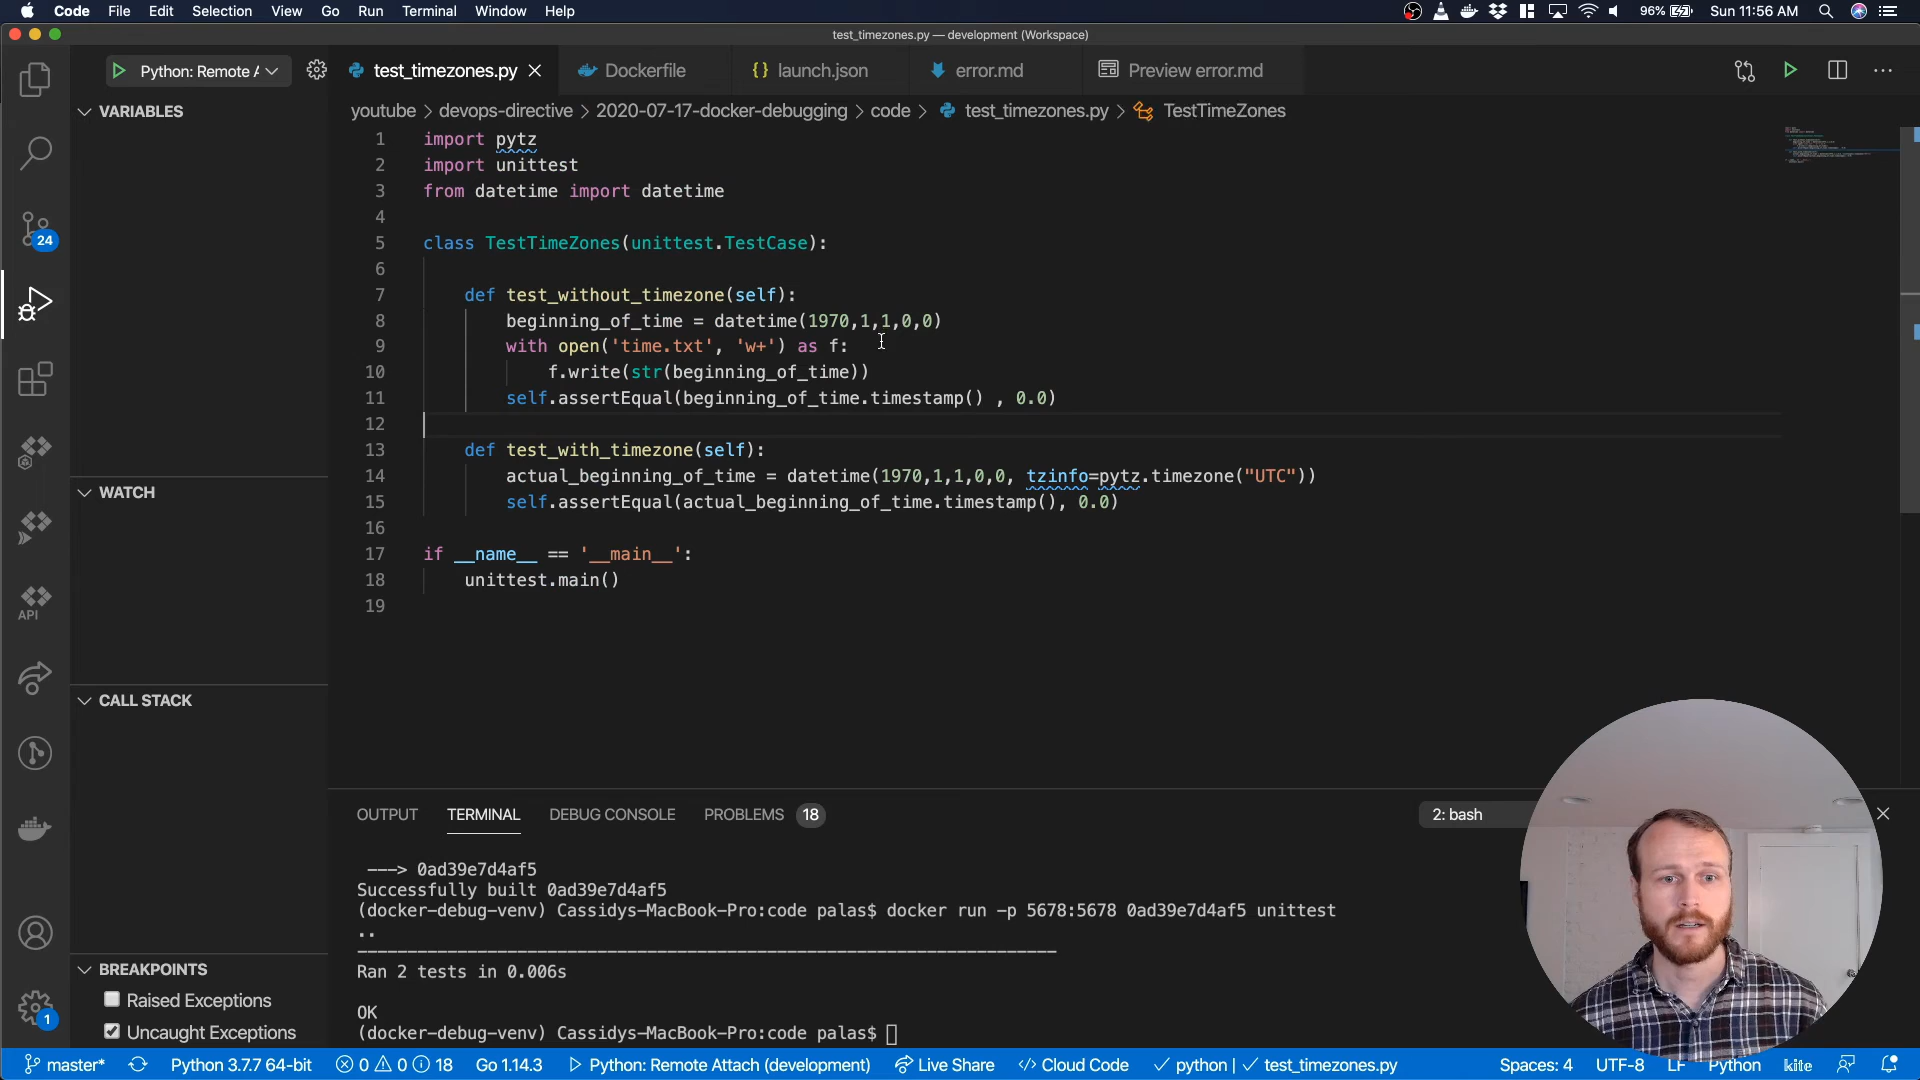 Code File Edit Selection View Go Run Terminal Window Help 96% Sun 11:56 AM
test_timezones.py — development (Workspace)
Python: Remote A test_timezones.py Dockerfile {} launch.json error.md Preview error.md
VARIABLES
youtube > devops-directive > 2020-07-17-docker-debugging > code > test_timezones.py > TestTimeZones
1 import pytz
2 import unittest
3 from datetime import datetime
4
5 class TestTimeZones(unittest.TestCase):
6
7 def test_without_timezone(self):
8 beginning_of_time = datetime(1970,1,1,0,0)
9 with open('time.txt', 'w+') as f:
10 f.write(str(beginning_of_time))
11 self.assertEqual(beginning_of_time.timestamp() , 0.0)
12
13 def test_with_timezone(self):
14 actual_beginning_of_time = datetime(1970,1,1,0,0, tzinfo=pytz.timezone("UTC"))
15 self.assertEqual(actual_beginning_of_time.timestamp(), 0.0)
16
17 if __name__ == '__main__':
18 unittest.main()
19
24
API
1
WATCH
CALL STACK
BREAKPOINTS
Raised Exceptions
Uncaught Exceptions
OUTPUT TERMINAL DEBUG CONSOLE PROBLEMS 18 2: bash
---> 0ad39e7d4af5
Successfully built 0ad39e7d4af5
(docker-debug-venv) Cassidys-MacBook-Pro:code palas$ docker run -p 5678:5678 0ad39e7d4af5 unittest
..
----------------------------------------------------------------------
Ran 2 tests in 0.006s
OK
(docker-debug-venv) Cassidys-MacBook-Pro:code palas$
master* Python 3.7.7 64-bit 0 0 18 Go 1.14.3 Python: Remote Attach (development) Live Share </> Cloud Code python | test_timezones.py Spaces: 4 UTF-8 LF Python kite